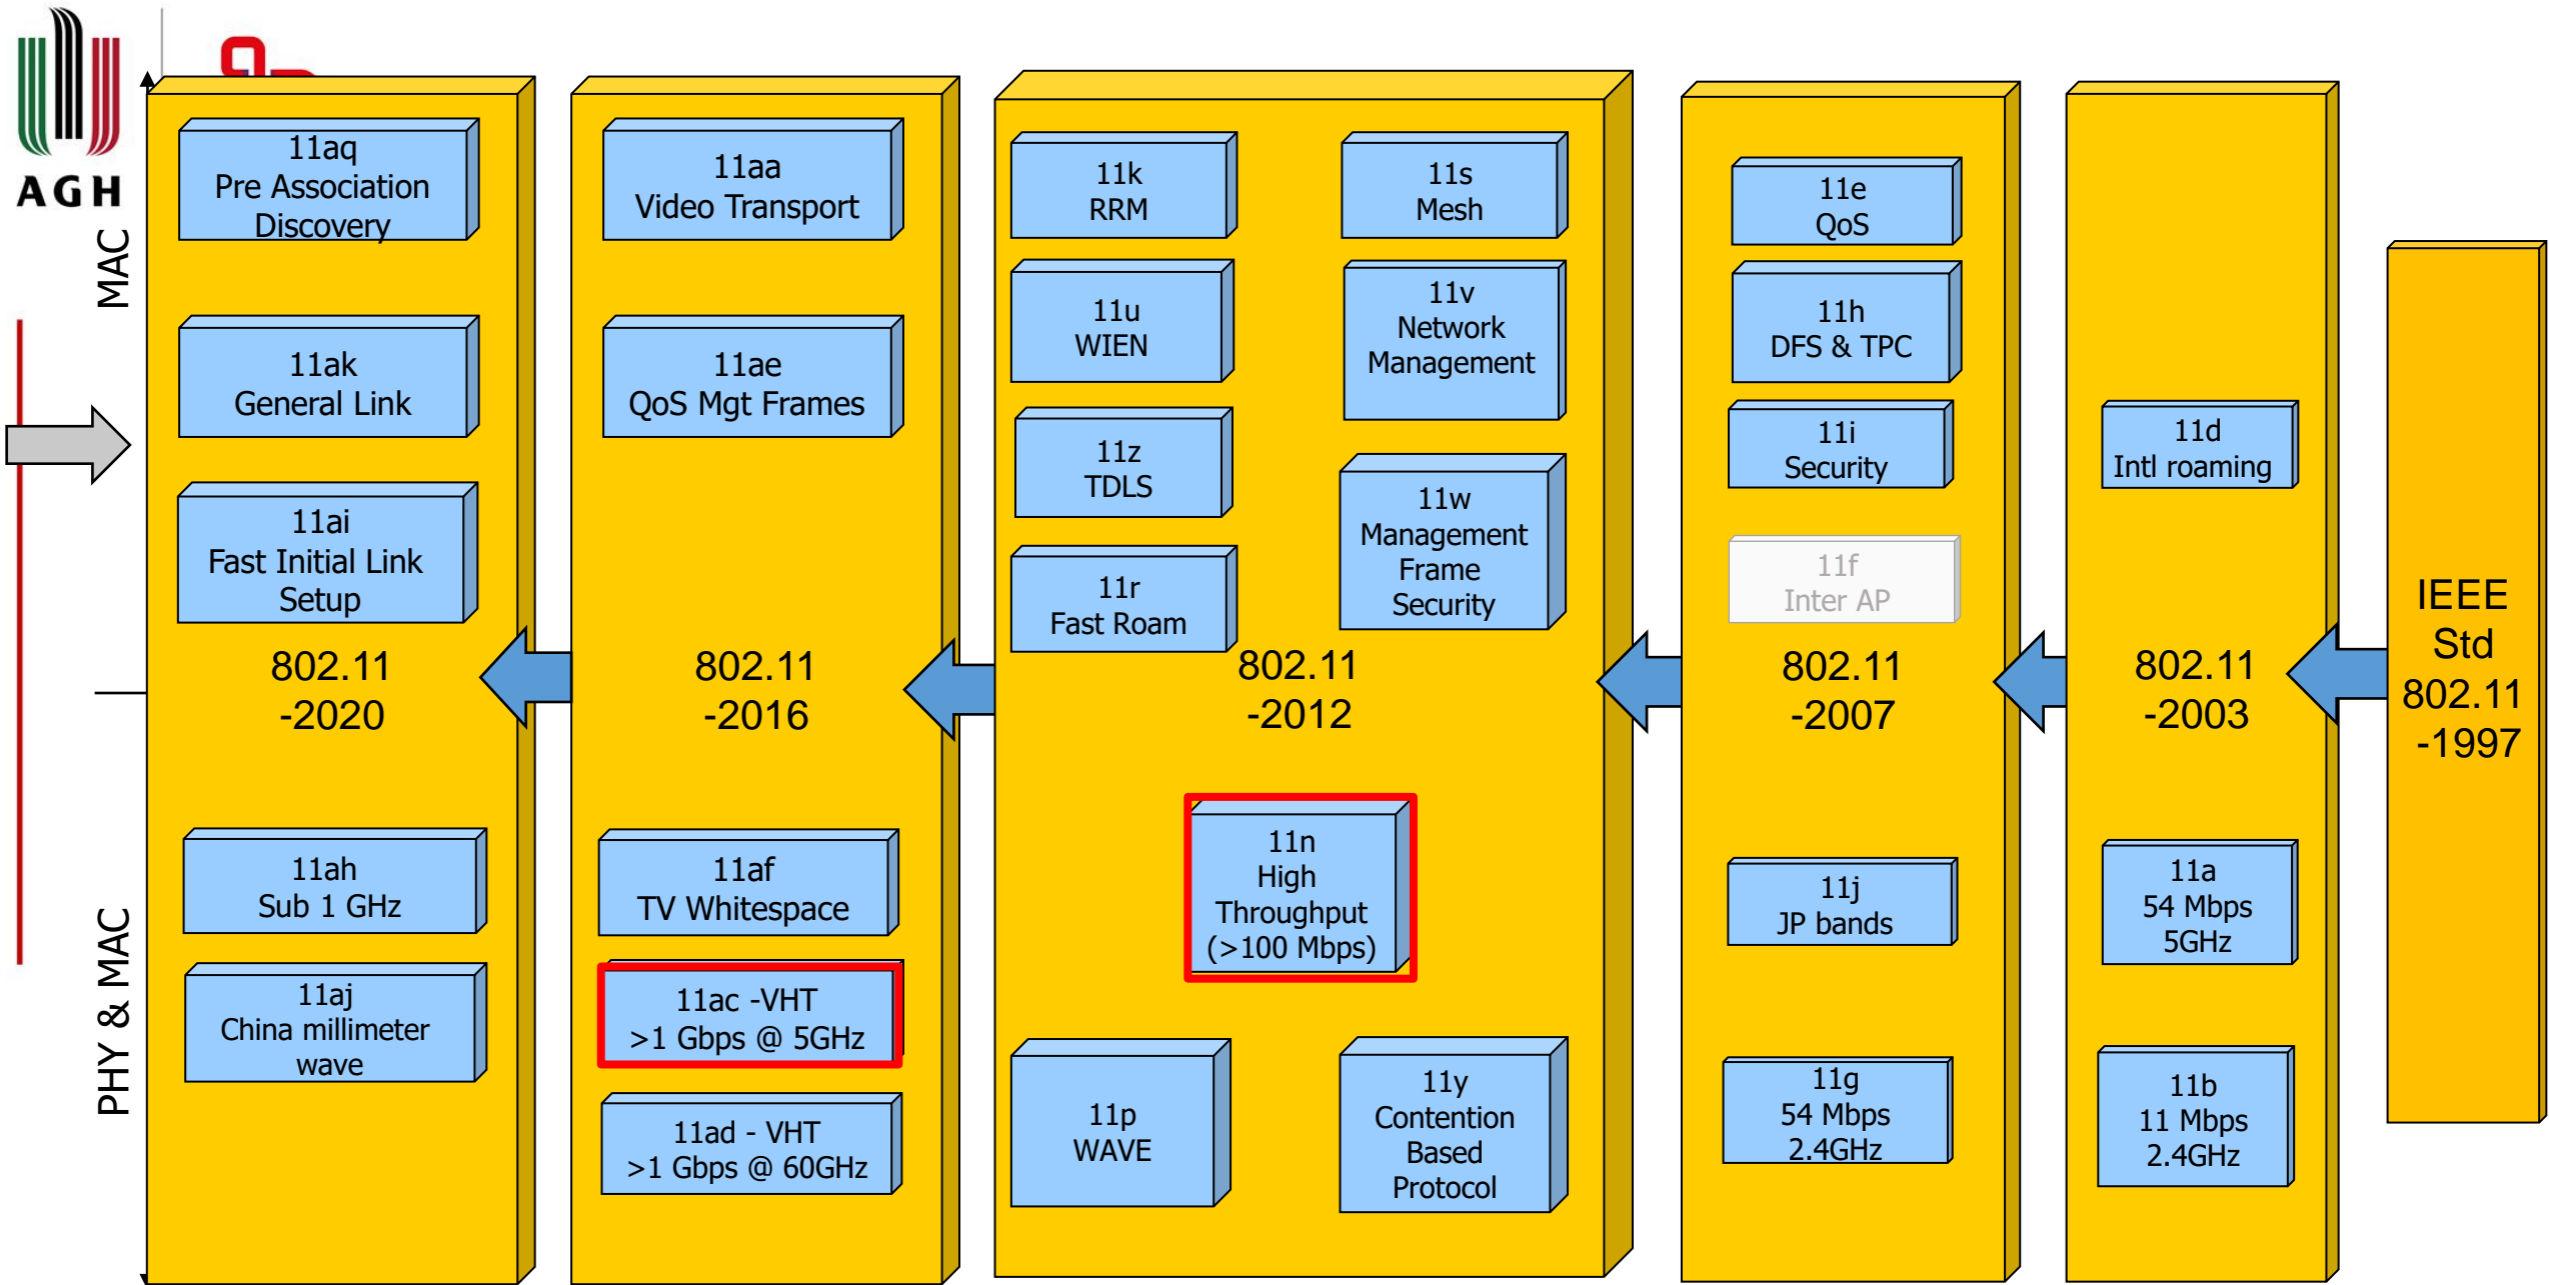 AGH
MAC
PHY & MAC
11aq
Pre Association
Discovery
11ak
General Link
11ai
Fast Initial Link
Setup
802.11
-2020
11ah
Sub 1 GHz
11aj
China millimeter
wave
11aa
Video Transport
11ae
QoS Mgt Frames
802.11
-2016
11af
TV Whitespace
11ac -VHT
>1 Gbps @ 5GHz
11ad - VHT
>1 Gbps @ 60GHz
11k
RRM
11s
Mesh
11u
WIEN
11v
Network
Management
11z
TDLS
11w
Management
Frame
Security
11r
Fast Roam
802.11
-2012
11n
High
Throughput
(>100 Mbps)
11p
WAVE
11y
Contention
Based
Protocol
11e
QoS
11h
DFS & TPC
11i
Security
11f
Inter AP
802.11
-2007
11j
JP bands
11g
54 Mbps
2.4GHz
11d
Intl roaming
802.11
-2003
11a
54 Mbps
5GHz
11b
11 Mbps
2.4GHz
IEEE
Std
802.11
-1997